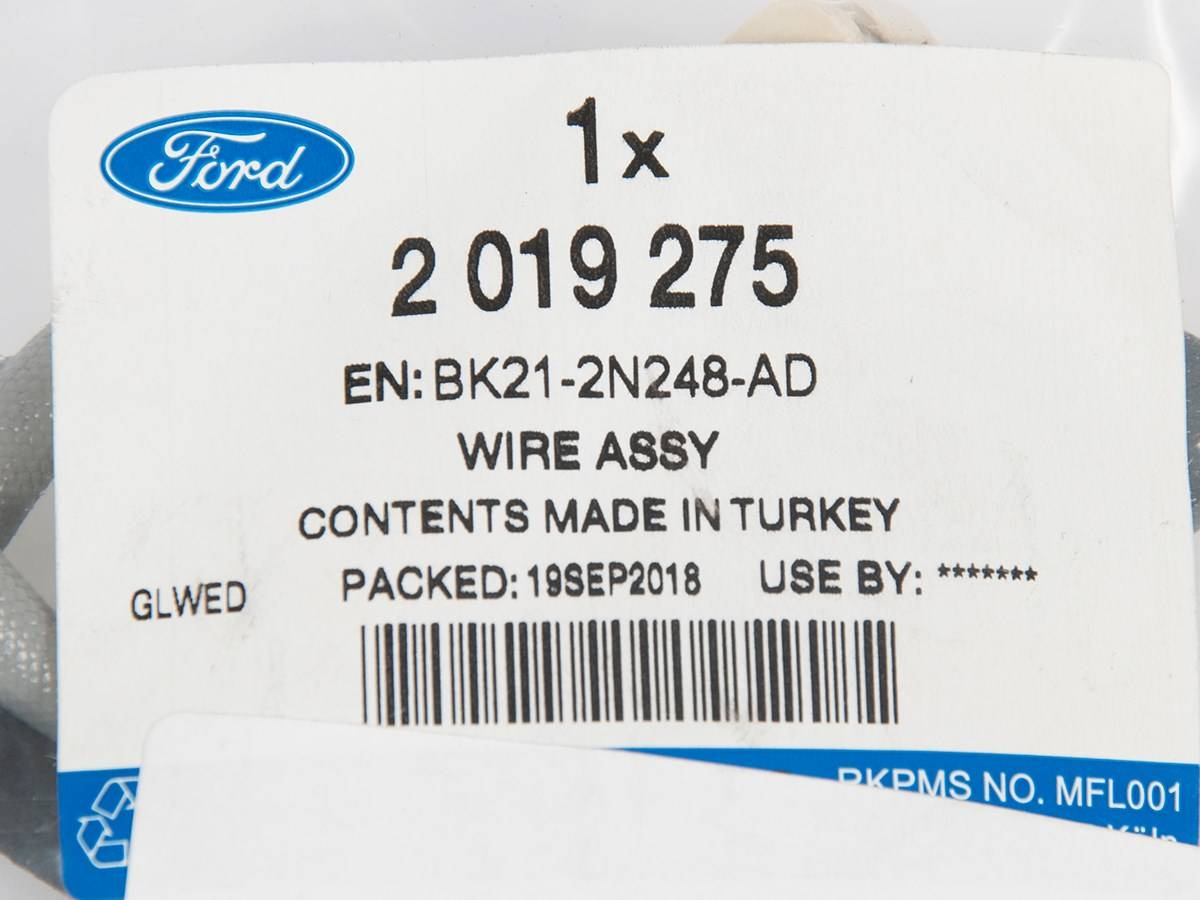 Ford
1x
2 019 275
EN: BK21-2N248-AD
WIRE ASSY
CONTENTS MADE IN TURKEY
GLWED PACKED: 19SEP2018 USE BY: *******
NO. MFL001